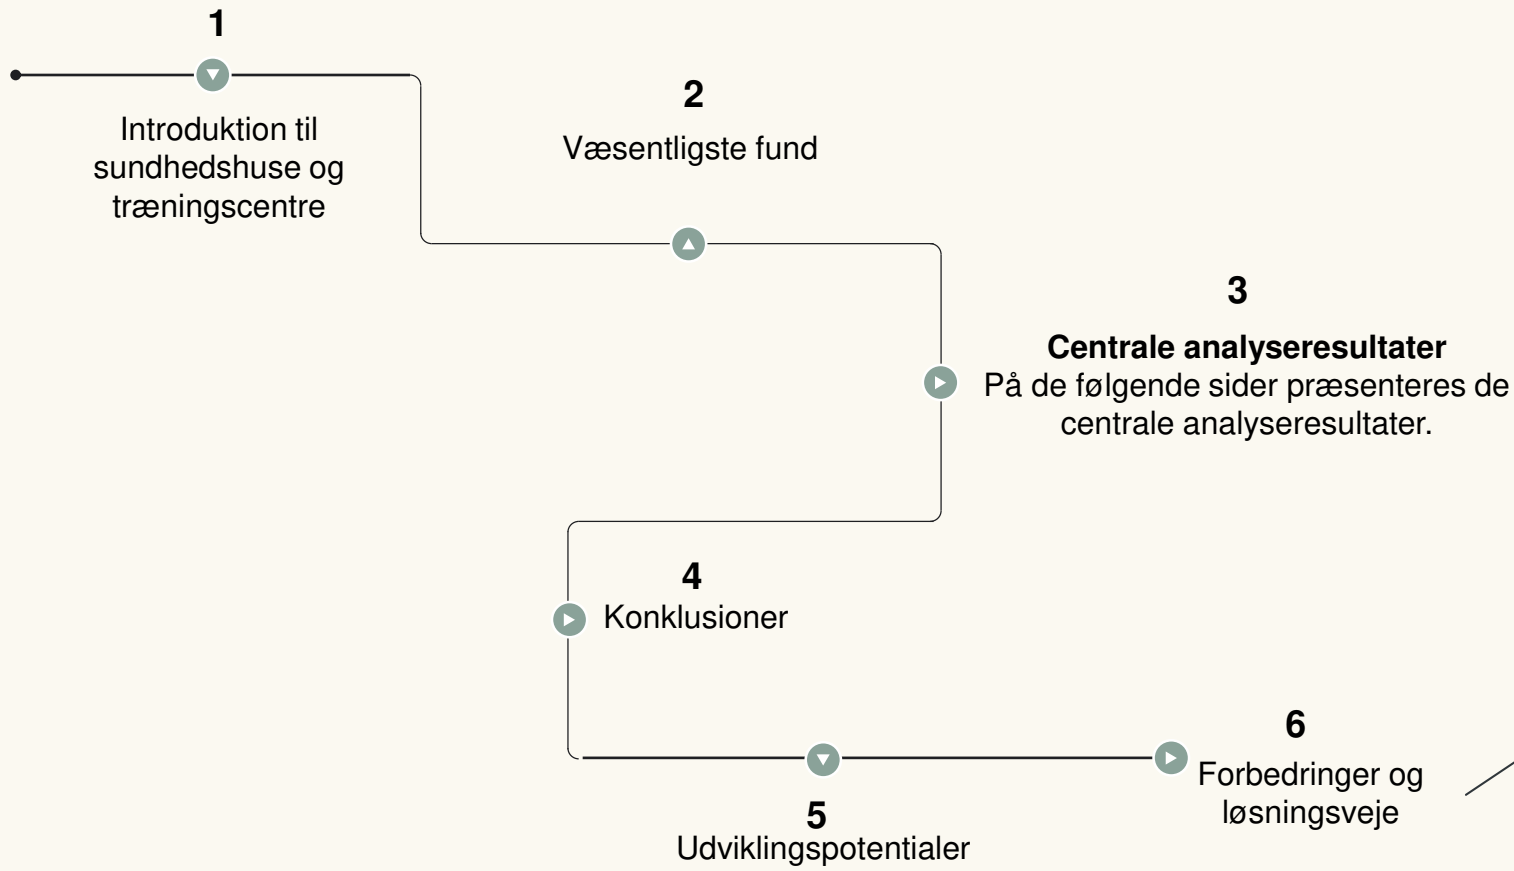 1
Introduktion til
sundhedshuse og
træningscentre
2
Væsentligste fund
3
Centrale analyseresultater
På de følgende sider præsenteres de
centrale analyseresultater.
4
Konklusioner
5
Udviklingspotentialer
6
Forbedringer og
løsningsveje